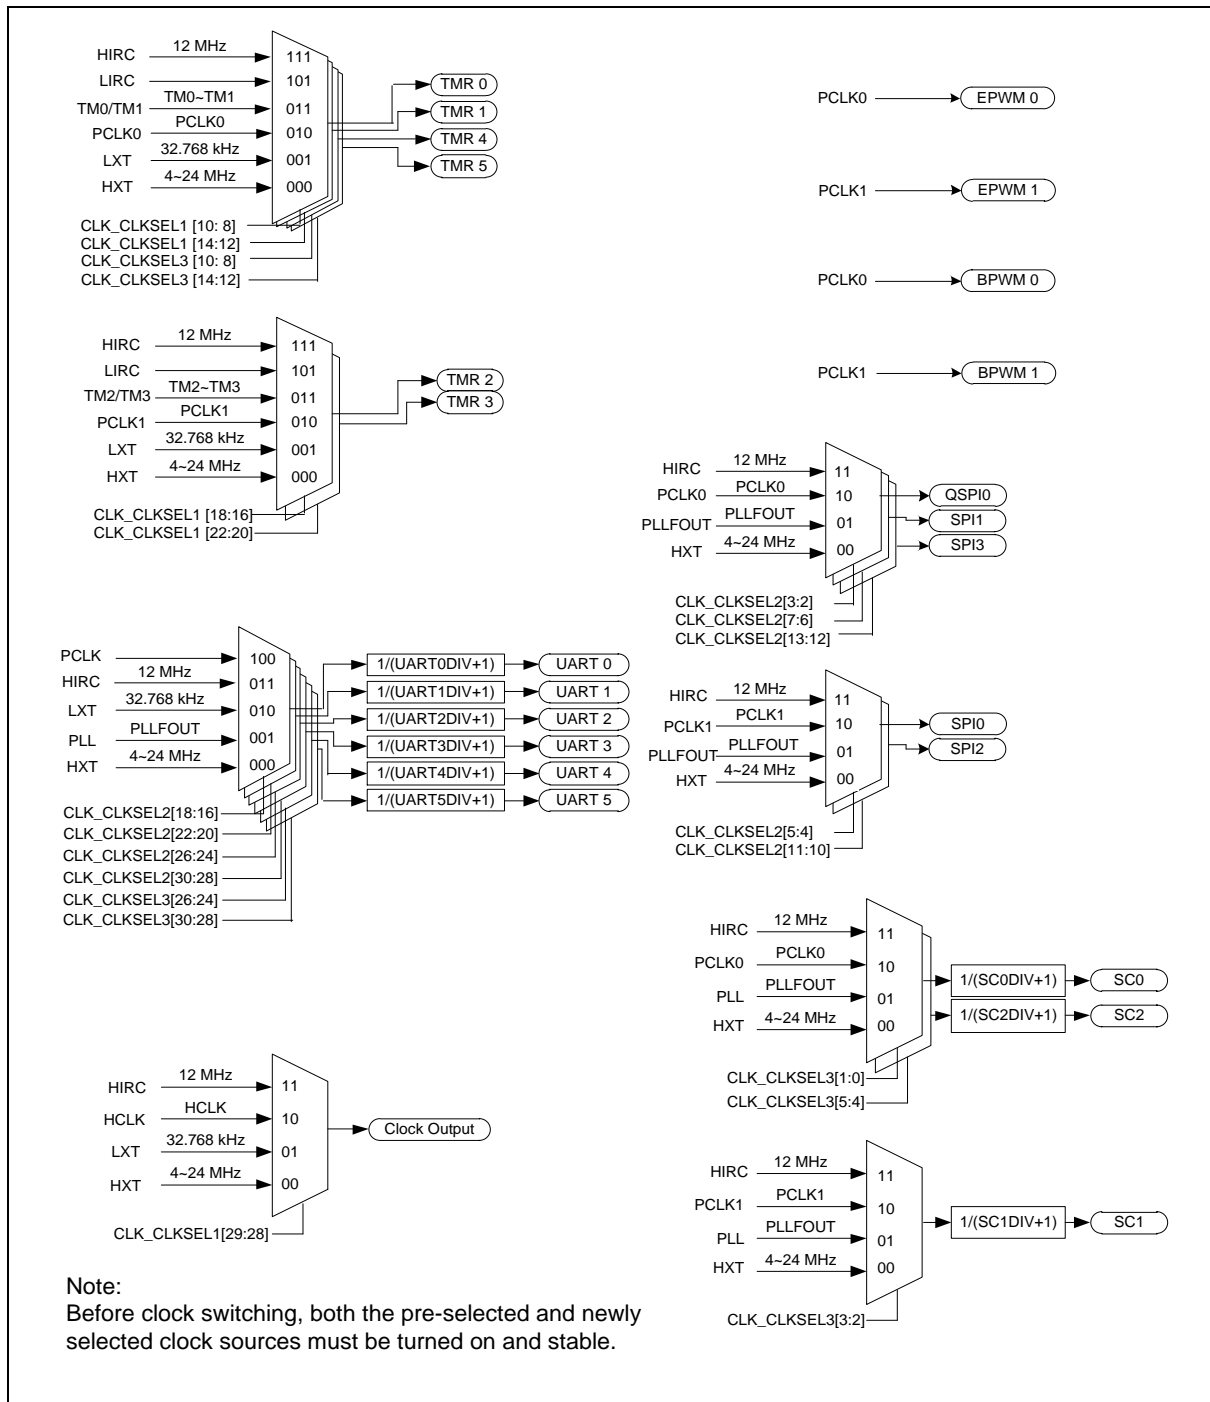 HIRC 12 MHz 111
LIRC 101
TM0/TM1 TM0~TM1 011
PCLK0 PCLK0 010
LXT 32.768 kHz 001
HXT 4~24 MHz 000
TMR 0
TMR 1
TMR 4
TMR 5
CLK_CLKSEL1 [10: 8]
CLK_CLKSEL1 [14:12]
CLK_CLKSEL3 [10: 8]
CLK_CLKSEL3 [14:12]
HIRC 12 MHz 111
LIRC 101
TM2/TM3 TM2~TM3 011
PCLK1 PCLK1 010
LXT 32.768 kHz 001
HXT 4~24 MHz 000
TMR 2
TMR 3
CLK_CLKSEL1 [18:16]
CLK_CLKSEL1 [22:20]
PCLK 100
HIRC 12 MHz 011
LXT 32.768 kHz 010
PLL PLLFOUT 001
HXT 4~24 MHz 000
1/(UART0DIV+1) UART 0
1/(UART1DIV+1) UART 1
1/(UART2DIV+1) UART 2
1/(UART3DIV+1) UART 3
1/(UART4DIV+1) UART 4
1/(UART5DIV+1) UART 5
CLK_CLKSEL2[18:16]
CLK_CLKSEL2[22:20]
CLK_CLKSEL2[26:24]
CLK_CLKSEL2[30:28]
CLK_CLKSEL3[26:24]
CLK_CLKSEL3[30:28]
HIRC 12 MHz 11
HCLK HCLK 10
LXT 32.768 kHz 01
HXT 4~24 MHz 00
Clock Output
CLK_CLKSEL1[29:28]
PCLK0 EPWM 0
PCLK1 EPWM 1
PCLK0 BPWM 0
PCLK1 BPWM 1
HIRC 12 MHz 11
PCLK0 PCLK0 10
PLLFOUT PLLFOUT 01
HXT 4~24 MHz 00
QSPI0
SPI1
SPI3
CLK_CLKSEL2[3:2]
CLK_CLKSEL2[7:6]
CLK_CLKSEL2[13:12]
HIRC 12 MHz 11
PCLK1 PCLK1 10
PLLFOUT PLLFOUT 01
HXT 4~24 MHz 00
SPI0
SPI2
CLK_CLKSEL2[5:4]
CLK_CLKSEL2[11:10]
HIRC 12 MHz 11
PCLK0 PCLK0 10
PLL PLLFOUT 01
HXT 4~24 MHz 00
1/(SC0DIV+1) SC0
1/(SC2DIV+1) SC2
CLK_CLKSEL3[1:0]
CLK_CLKSEL3[5:4]
HIRC 12 MHz 11
PCLK1 PCLK1 10
PLL PLLFOUT 01
HXT 4~24 MHz 00
1/(SC1DIV+1) SC1
CLK_CLKSEL3[3:2]
Note:
Before clock switching, both the pre-selected and newly
selected clock sources must be turned on and stable.